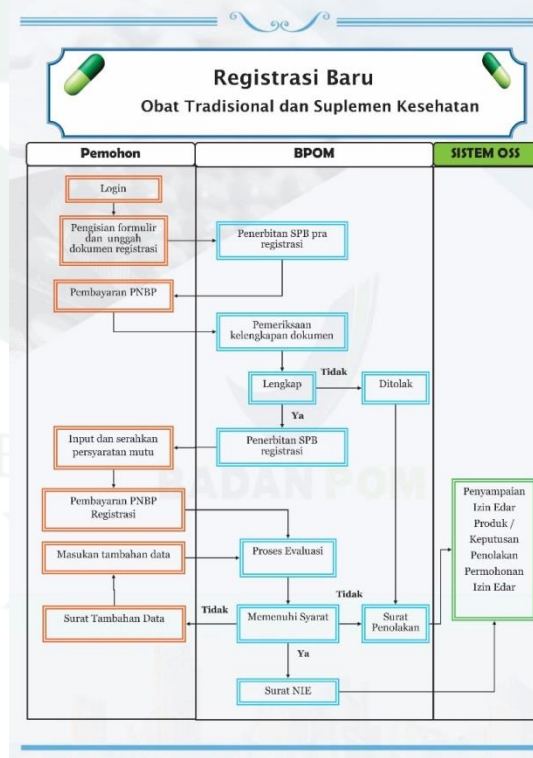 Registrasi Baru
Obat Tradisional dan Suplemen Kesehatan
Pemohon
BPOM
SISTEM OSS
Login
Pengisian formulir
dan unggah
dokumen registrasi
Penerbitan SPB pra
registrasi
Pembayaran PNBP
Pemeriksaan
kelengkapan dokumen
Lengkap
Tidak
Ditolak
Ya
Input dan serahkan
persyaratan mutu
Penerbitan SPB
registrasi
BADAN POM
Pembayaran PNBP
Registrasi
Penyampaian
Izin Edar
Produk /
Keputusan
Penolakan
Permohonan
Izin Edar
Masukan tambahan data
Proses Evaluasi
Surat Tambahan Data
Tidak
Memenuhi Syarat
Tidak
Surat
Penolakan
Ya
Surat NIE